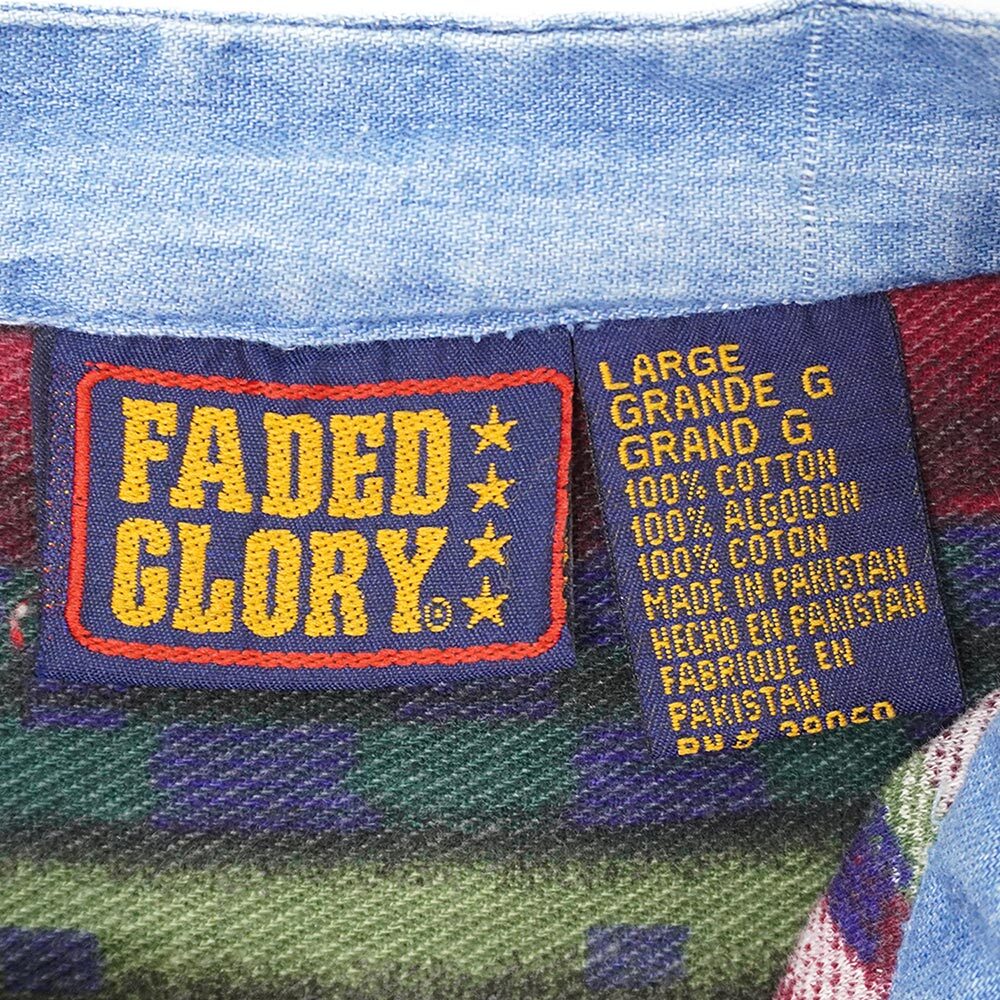 FADED
GLORY®
LARGE
GRANDE G
GRAND G
100% COTTON
100% ALGODON
100% COTON
MADE IN PAKISTAN
HECHO EN PAKISTAN
FABRIQUE EN
PAKISTAN